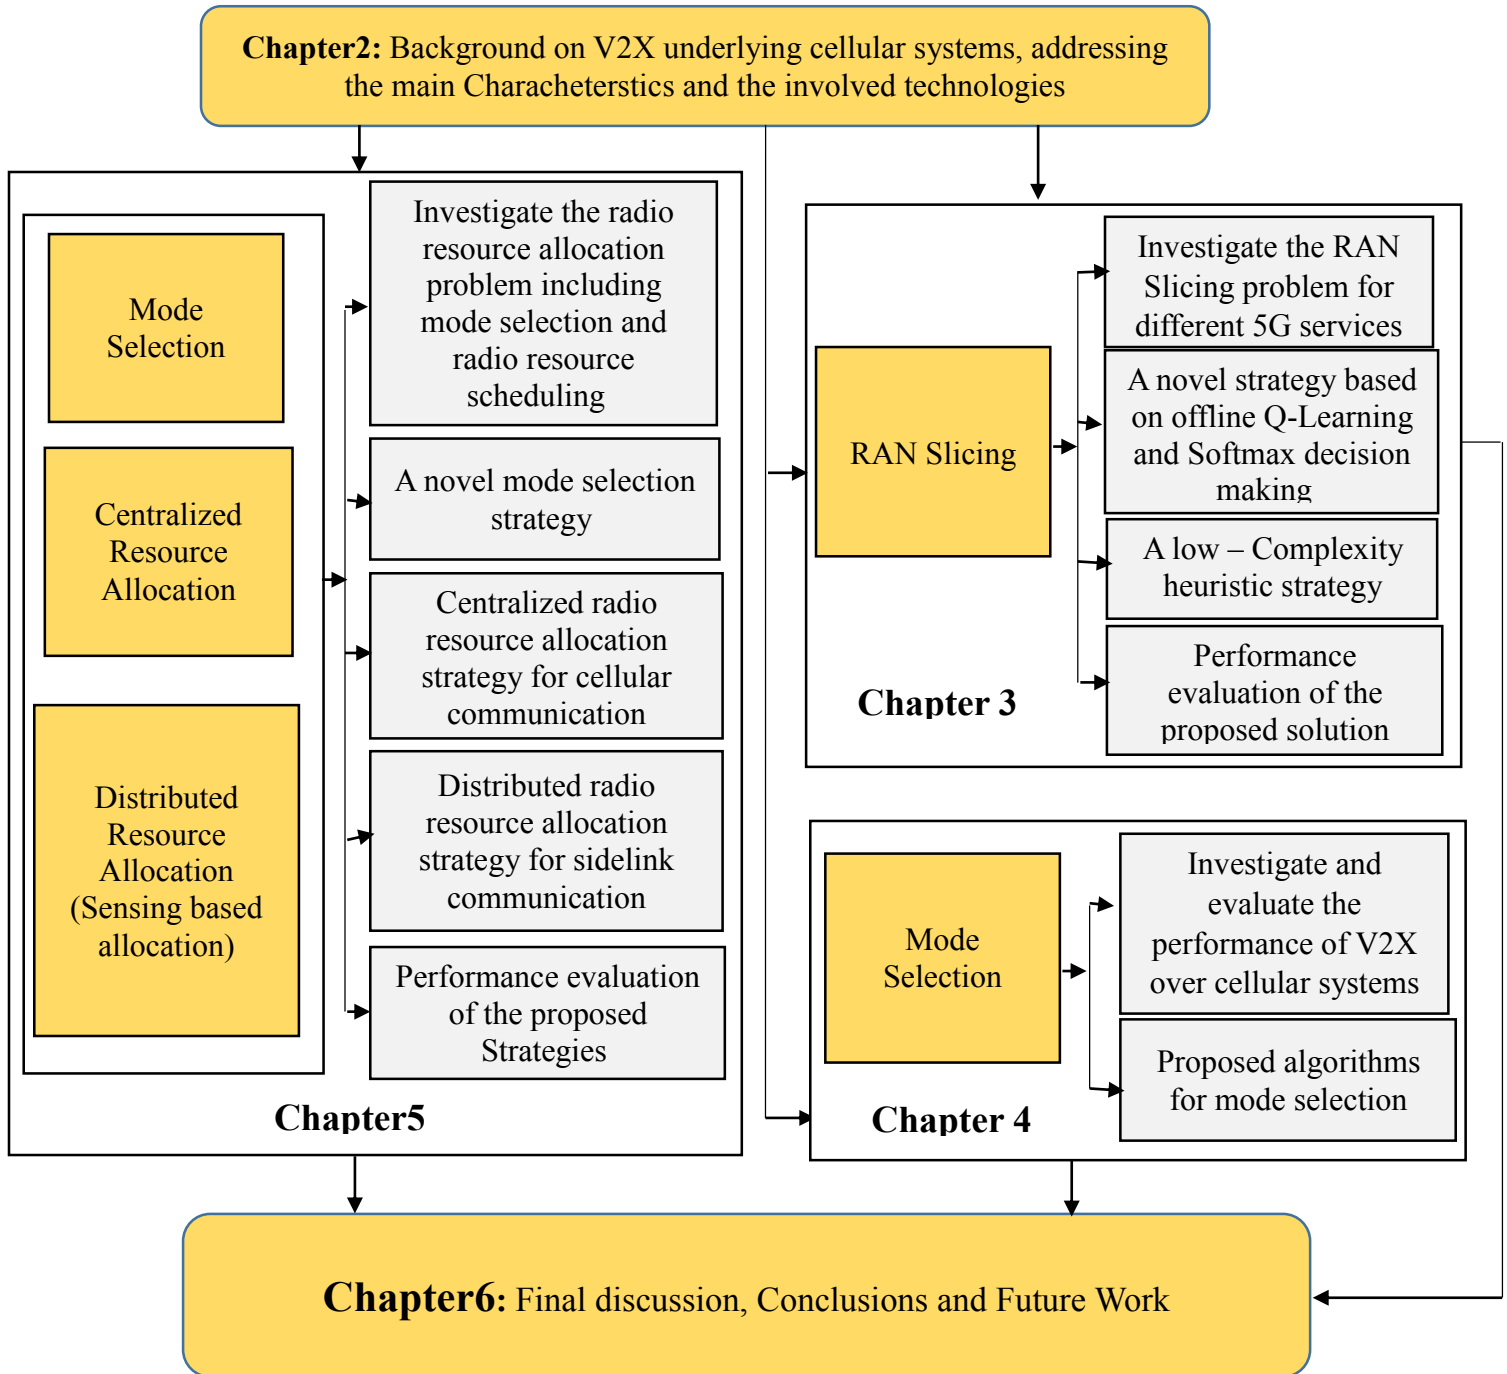 Chapter2: Background on V2X underlying cellular systems, addressing
the main Characheterstics and the involved technologies
Mode
Selection
Centralized
Resource
Allocation
Distributed
Resource
Allocation
(Sensing based
allocation)
Investigate the radio
resource allocation
problem including
mode selection and
radio resource
scheduling
A novel mode selection
strategy
Centralized radio
resource allocation
strategy for cellular
communication
Distributed radio
resource allocation
strategy for sidelink
communication
Performance evaluation
of the proposed
Strategies
Chapter5
RAN Slicing
Investigate the RAN
Slicing problem for
different 5G services
A novel strategy based
on offline Q-Learning
and Softmax decision
making
A low – Complexity
heuristic strategy
Performance
evaluation of the
proposed solution
Chapter 3
Mode
Selection
Investigate and
evaluate the
performance of V2X
over cellular systems
Proposed algorithms
for mode selection
Chapter 4
Chapter6: Final discussion, Conclusions and Future Work